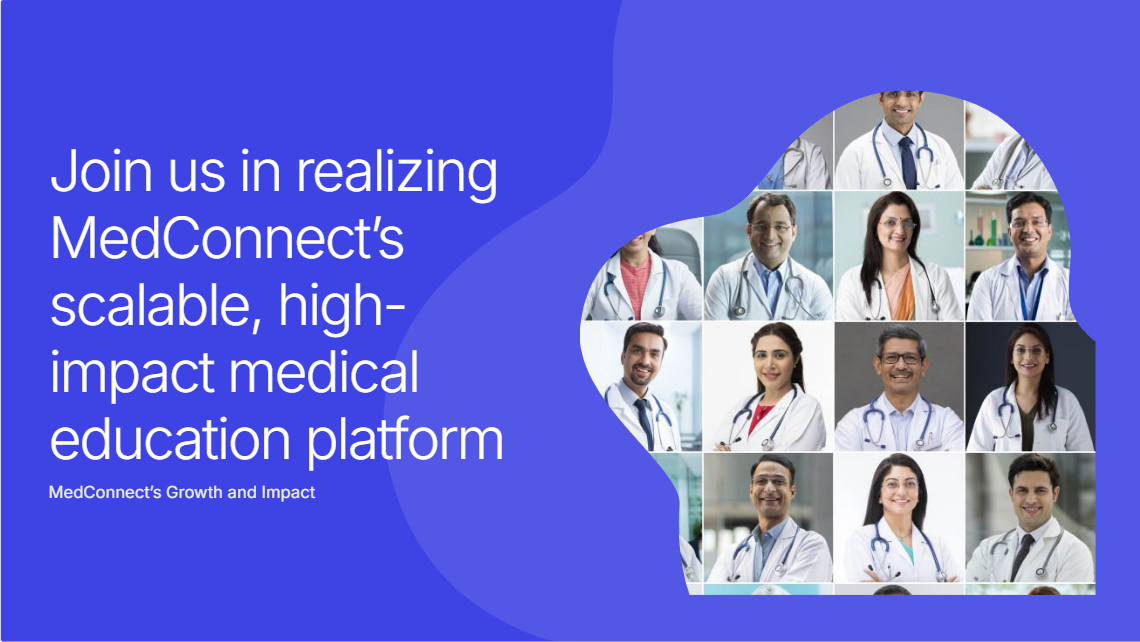 Join us in realizing
MedConnect’s
scalable, high-
impact medical
education platform
MedConnect’s Growth and Impact